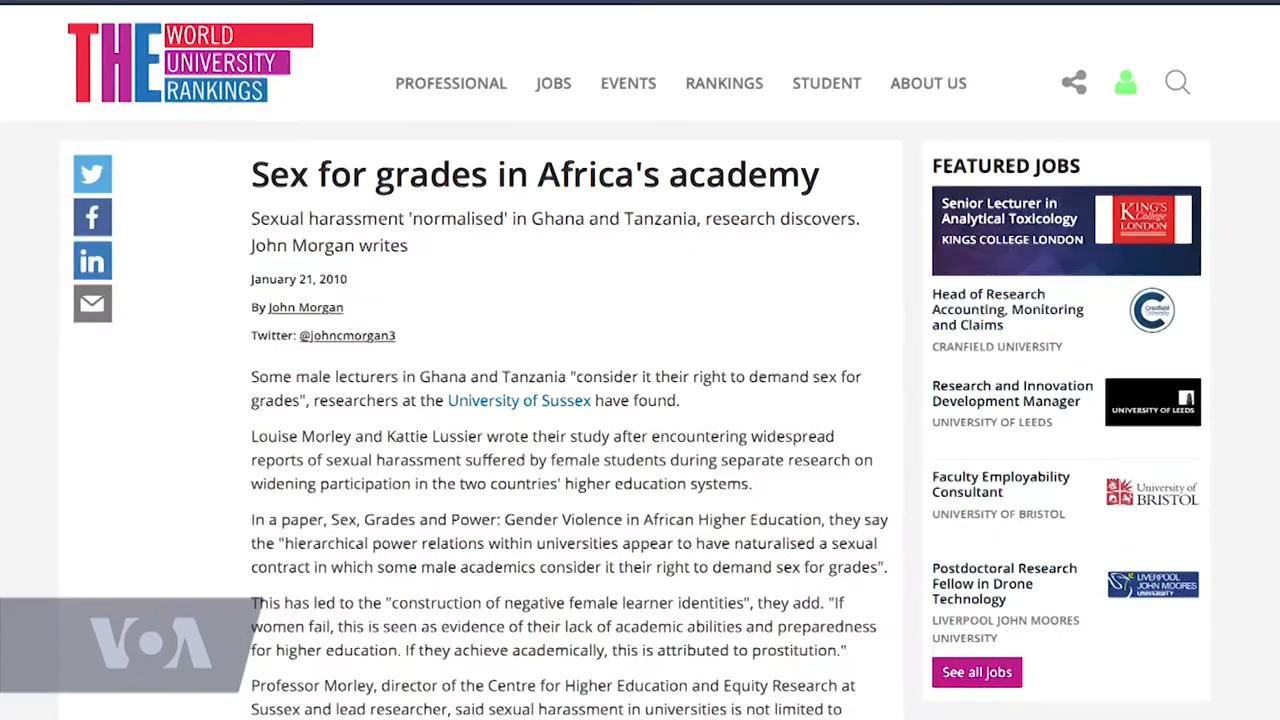 THE WORLD
UNIVERSITY
RANKINGS
PROFESSIONAL JOBS EVENTS RANKINGS STUDENT ABOUT US
Sex for grades in Africa's academy
Sexual harassment 'normalised' in Ghana and Tanzania, research discovers.
John Morgan writes
January 21, 2010
By John Morgan
Twitter: @johncmorgan3
Some male lecturers in Ghana and Tanzania "consider it their right to demand sex for
grades", researchers at the University of Sussex have found.
Louise Morley and Kattie Lussier wrote their study after encountering widespread
reports of sexual harassment suffered by female students during separate research on
widening participation in the two countries' higher education systems.
In a paper, Sex, Grades and Power: Gender Violence in African Higher Education, they say
the "hierarchical power relations within universities appear to have naturalised a sexual
contract in which some male academics consider it their right to demand sex for grades".
This has led to the "construction of negative female learner identities", they add. "If
women fail, this is seen as evidence of their lack of academic abilities and preparedness
for higher education. If they achieve academically, this is attributed to prostitution."
Professor Morley, director of the Centre for Higher Education and Equity Research at
Sussex and lead researcher, said sexual harassment in universities is not limited to
VOA
FEATURED JOBS
Senior Lecturer in
Analytical Toxicology
KINGS COLLEGE LONDON
KING'S
College
LONDON
Head of Research
Accounting, Monitoring
and Claims
CRANFIELD UNIVERSITY
Cranfield
University
Research and Innovation
Development Manager
UNIVERSITY OF LEEDS
UNIVERSITY OF LEEDS
Faculty Employability
Consultant
UNIVERSITY OF BRISTOL
University of
BRISTOL
Postdoctoral Research
Fellow in Drone
Technology
LIVERPOOL JOHN MOORES
UNIVERSITY
LIVERPOOL
JOHN MOORES
UNIVERSITY
See all jobs